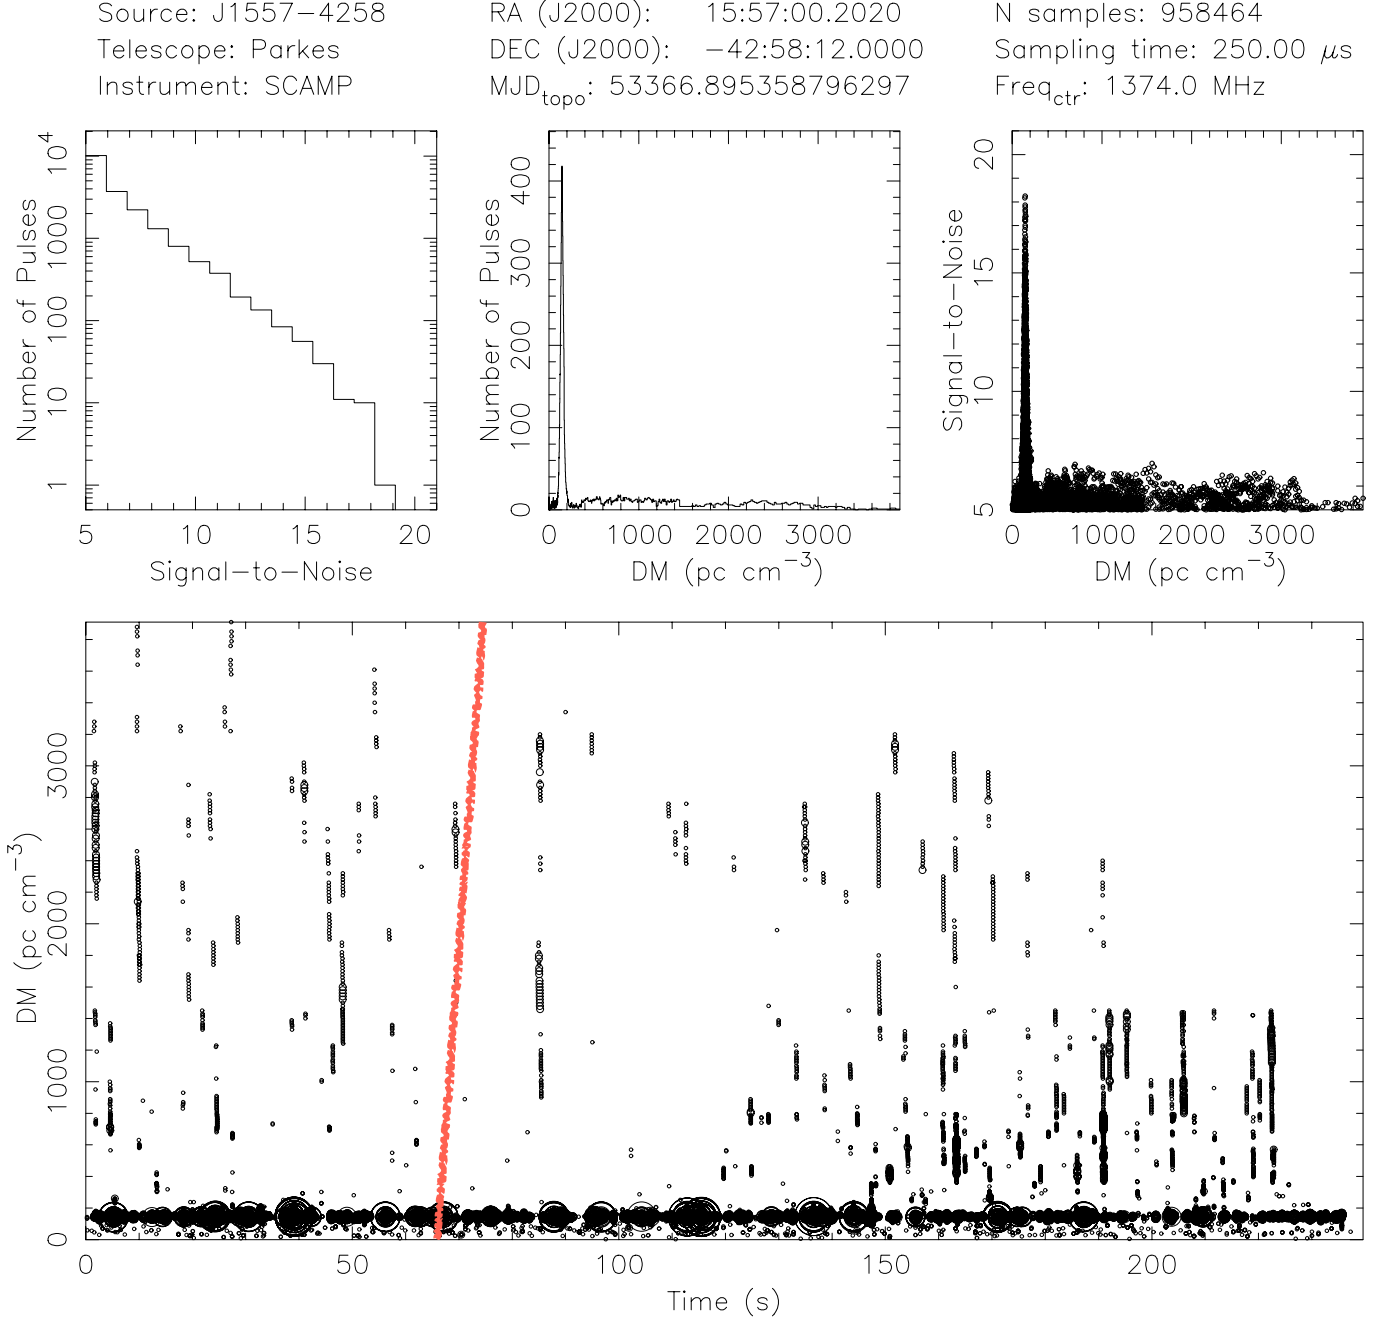 Source: J1557−4258 RA (J2000): 15:57:00.2020 N samples: 958464
Telescope: Parkes DEC (J2000): −42:58:12.0000 Sampling time: 250.00 μs
Instrument: SCAMP MJD_topo: 53366.895358796297 Freq_ctr: 1374.0 MHz
Number of Pulses
1 10 100 1000 10^4
5 10 15 20
Signal−to−Noise
Number of Pulses
0 100 200 300 400
0 1000 2000 3000
DM (pc cm^−3)
Signal−to−Noise
5 10 15 20
0 1000 2000 3000
DM (pc cm^−3)
DM (pc cm^−3)
0 1000 2000 3000
0 50 100 150 200
Time (s)